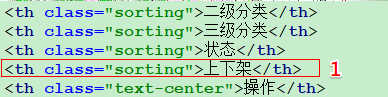 <th class="sorting">二级分类</th>
<th class="sorting">三级分类</th>
<th class="sorting">状态</th>
<th class="sorting">上下架</th> 1
<th class="text-center">操作</th>